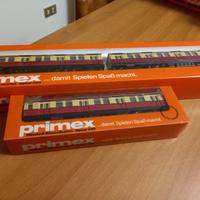 primex
...damit Spielen Spaß macht.
primex
...damit Spielen Spaß macht.